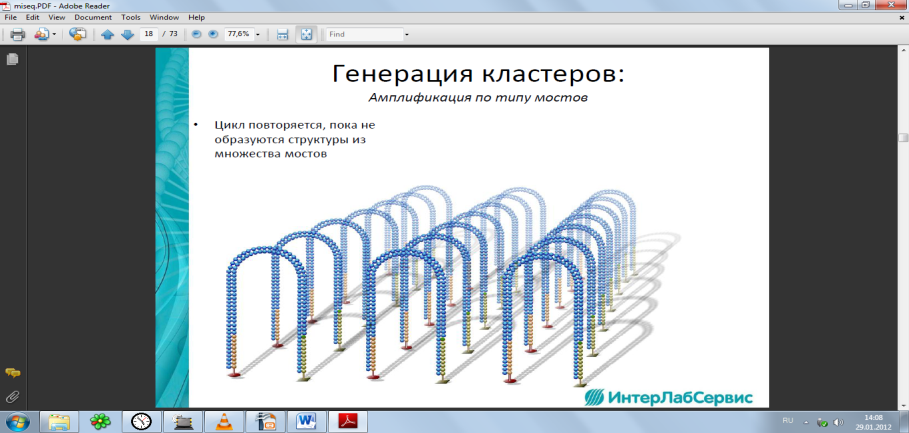 miseq.PDF - Adobe Reader
File Edit View Document Tools Window Help
18 / 73 77,6% Find
Генерация кластеров:
Амплификация по типу мостов
• Цикл повторяется, пока не
образуются структуры из
множества мостов
ИнтерЛабСервис
RU 14:08
29.01.2012